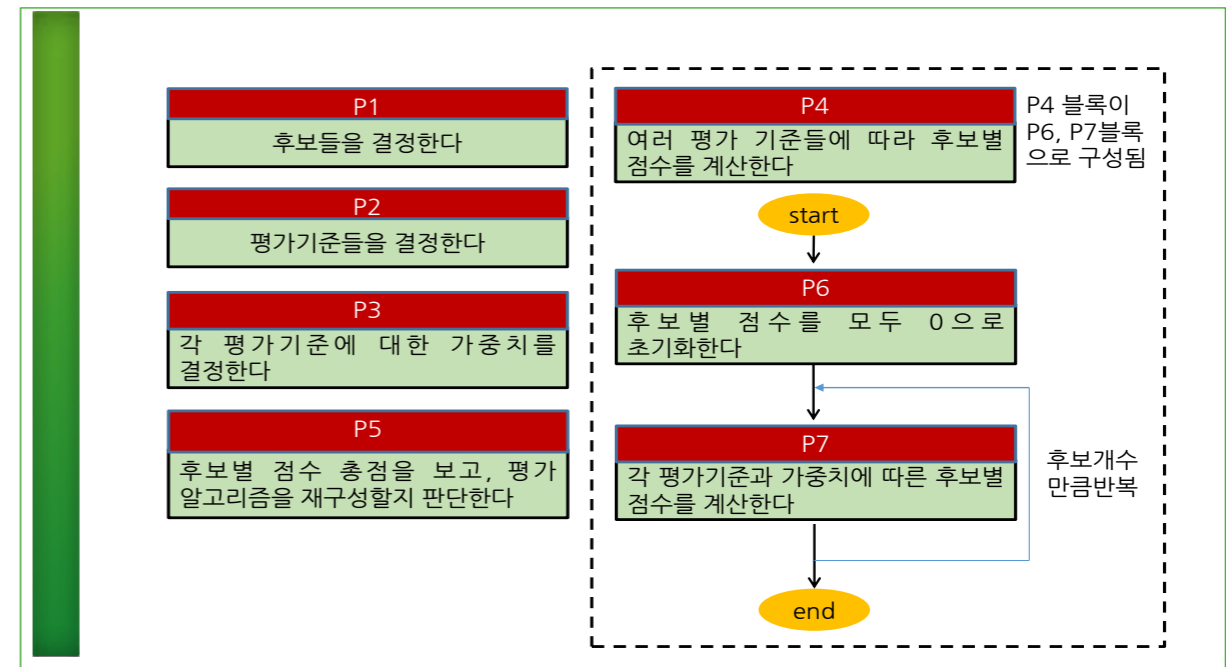 P1
후보들을 결정한다
P2
평가기준들을 결정한다
P3
각 평가기준에 대한 가중치를
결정한다
P5
후보별 점수 총점을 보고, 평가
알고리즘을 재구성할지 판단한다
P4
여러 평가 기준들에 따라 후보별
점수를 계산한다
P4 블록이
P6, P7블록
으로 구성됨
start
P6
후보별 점수를 모두 0으로
초기화한다
P7
각 평가기준과 가중치에 따른 후보별
점수를 계산한다
후보개수
만큼반복
end